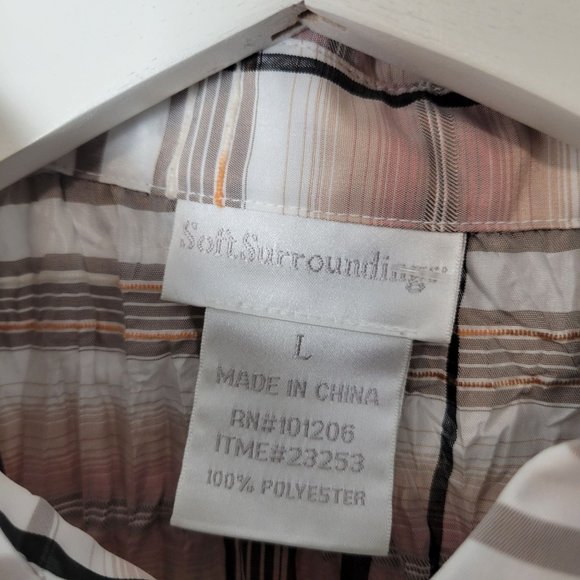 Soft Surroundings
L
MADE IN CHINA
RN#101206
ITME#23253
100% POLYESTER